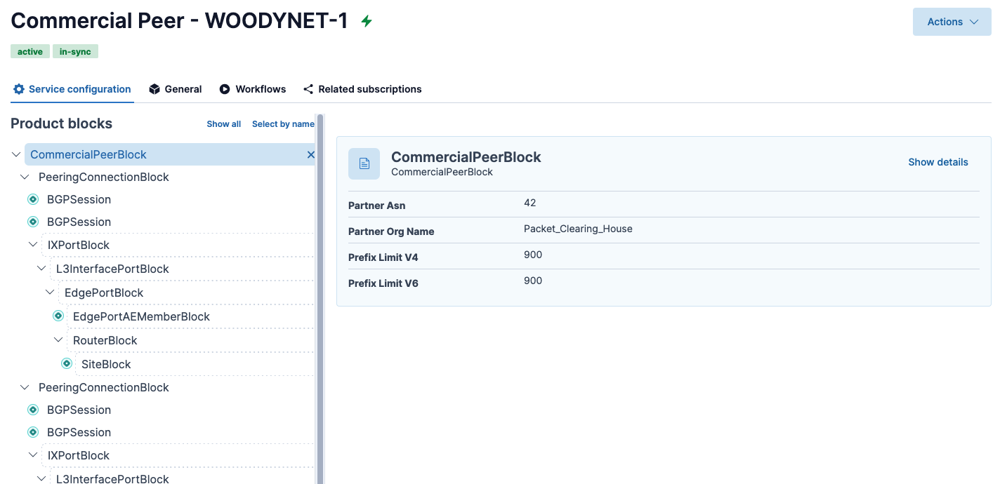 Commercial Peer - WOODYNET-1
Actions
active in-sync
Service configuration General Workflows Related subscriptions
Product blocks Show all Select by name
CommercialPeerBlock
PeeringConnectionBlock
BGPSession
BGPSession
IXPortBlock
L3InterfacePortBlock
EdgePortBlock
EdgePortAEMemberBlock
RouterBlock
SiteBlock
PeeringConnectionBlock
BGPSession
BGPSession
IXPortBlock
L3InterfacePortBlock
CommercialPeerBlock
CommercialPeerBlock
Show details
Partner Asn 42
Partner Org Name Packet_Clearing_House
Prefix Limit V4 900
Prefix Limit V6 900